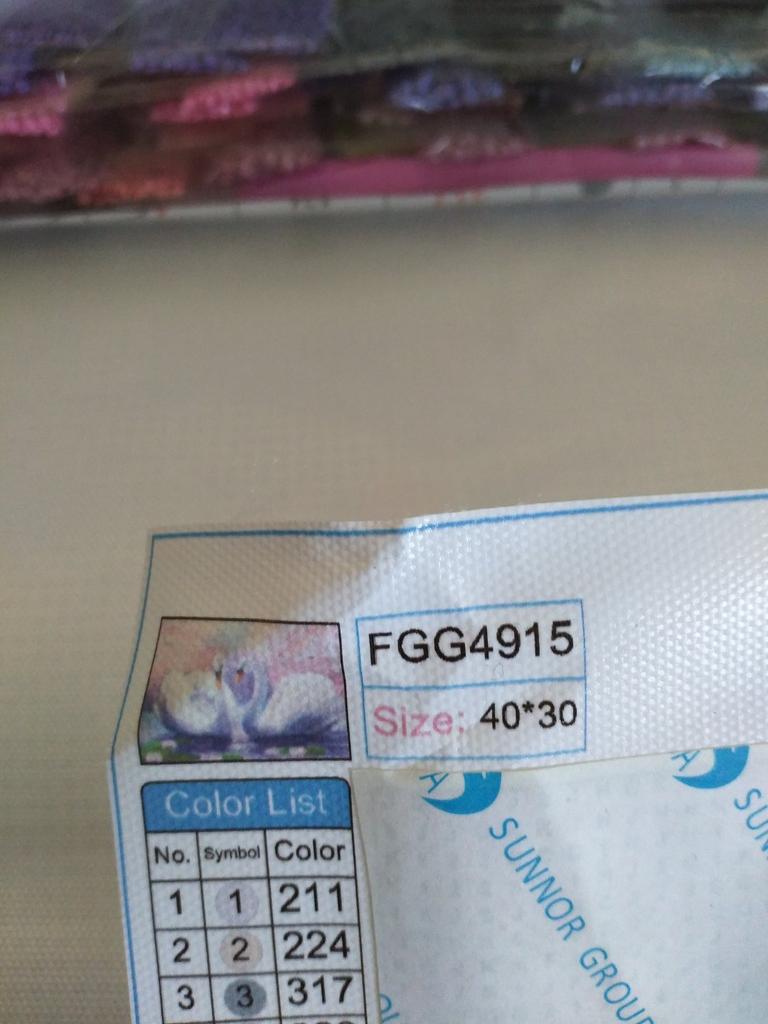 FGG4915
Size: 40*30
Color List
No. Symbol Color
1 1 211
2 2 224
3 3 317
SUNNOR GROUP